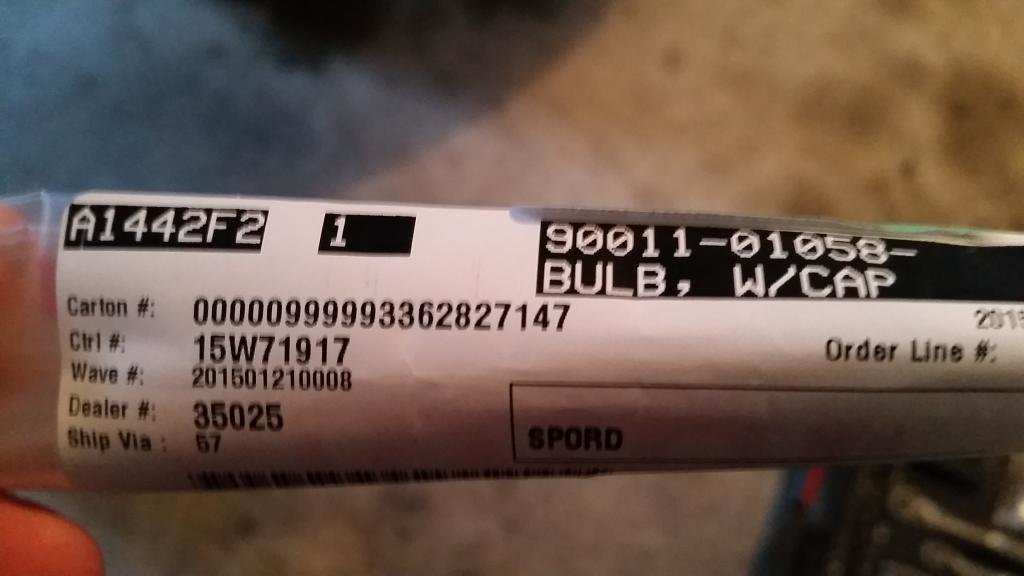 A1442F2 1 90011-01058-
BULB, W/CAP
Carton #: 00000999993362827147
Ctrl #: 15W71917
Order Line #:
Wave #: 201501210008
Dealer #: 35025
Ship Via : 57
SPORD